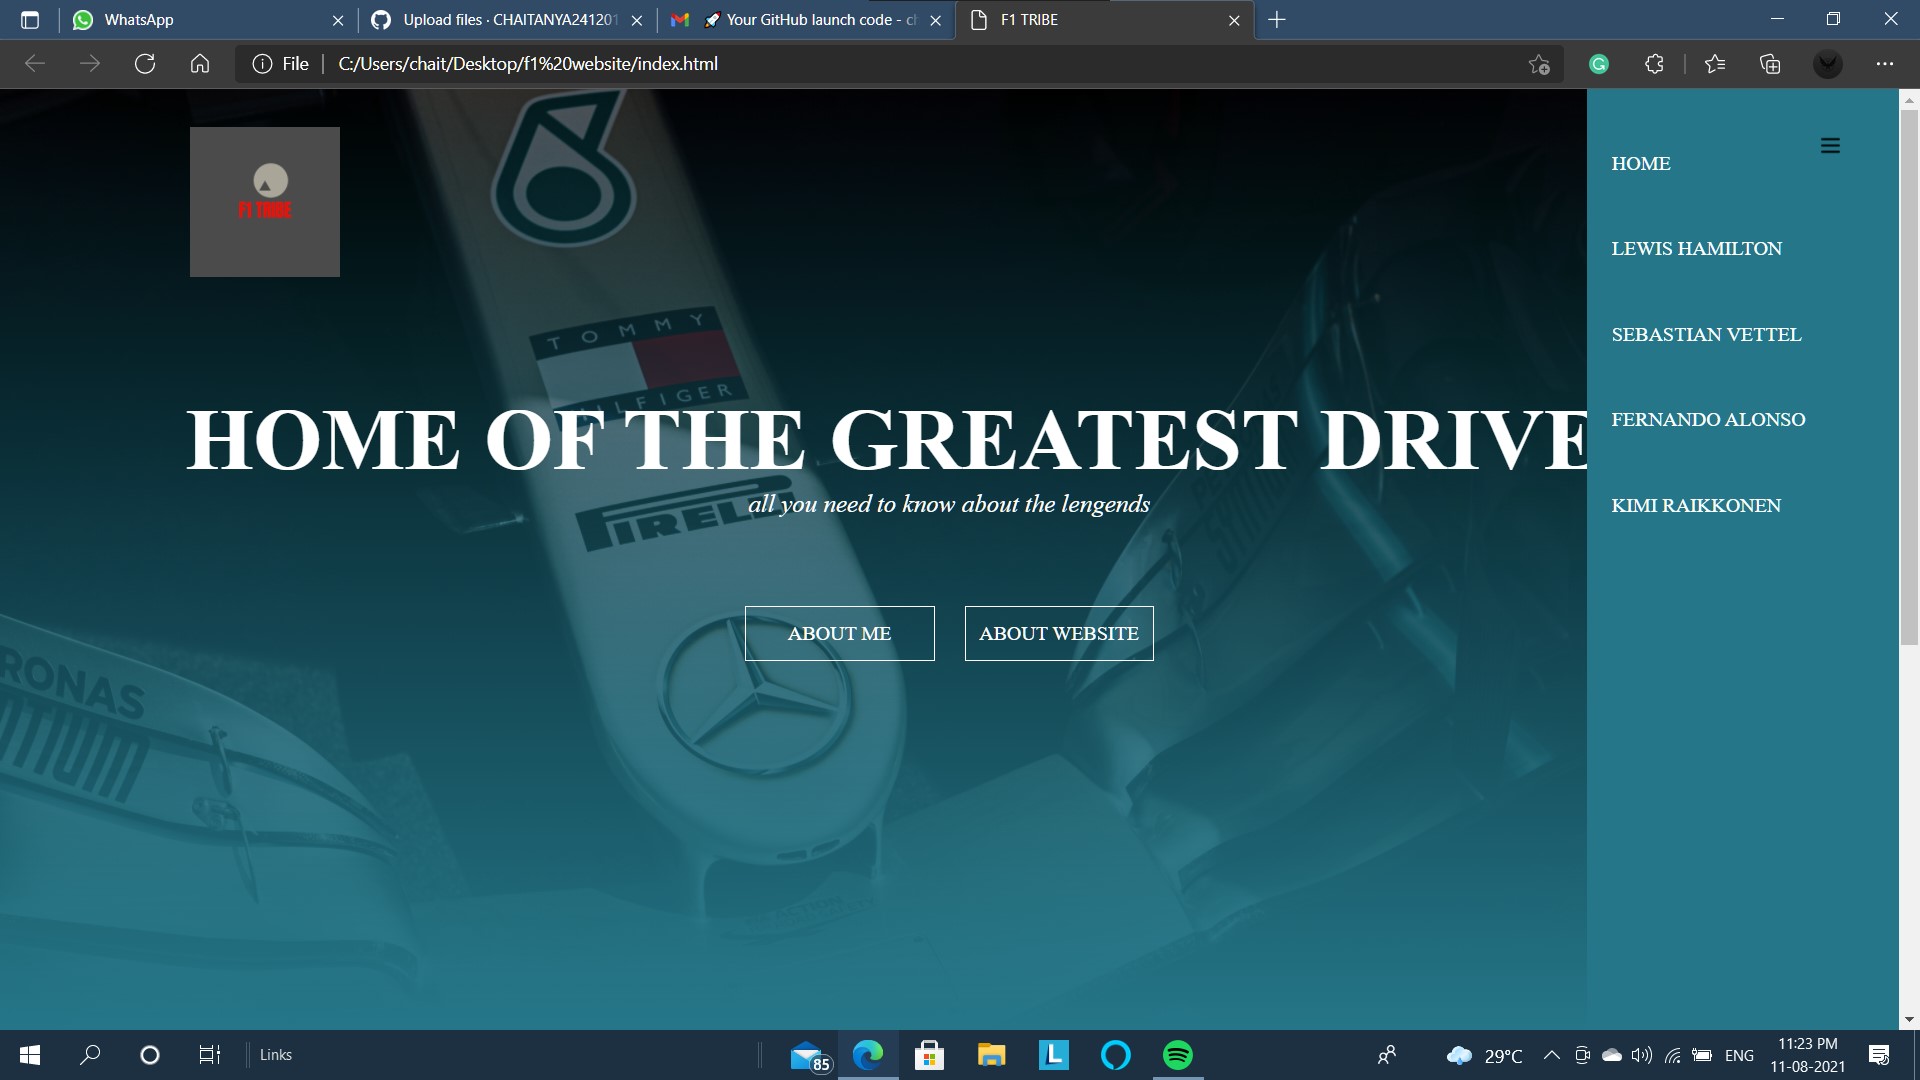 WhatsApp
Upload files · CHAITANYA241201
🚀 Your GitHub launch code - ch
F1 TRIBE
File
C:/Users/chait/Desktop/f1%20website/index.html
F1 TRIBE
TOMMY
HILFIGER
HOME
LEWIS HAMILTON
SEBASTIAN VETTEL
FERNANDO ALONSO
KIMI RAIKKONEN
HOME OF THE GREATEST DRIVE
all you need to know about the lengends
PIRELLI
ABOUT ME
ABOUT WEBSITE
RONAS
Links
85
29°C
ENG
11:23 PM
11-08-2021